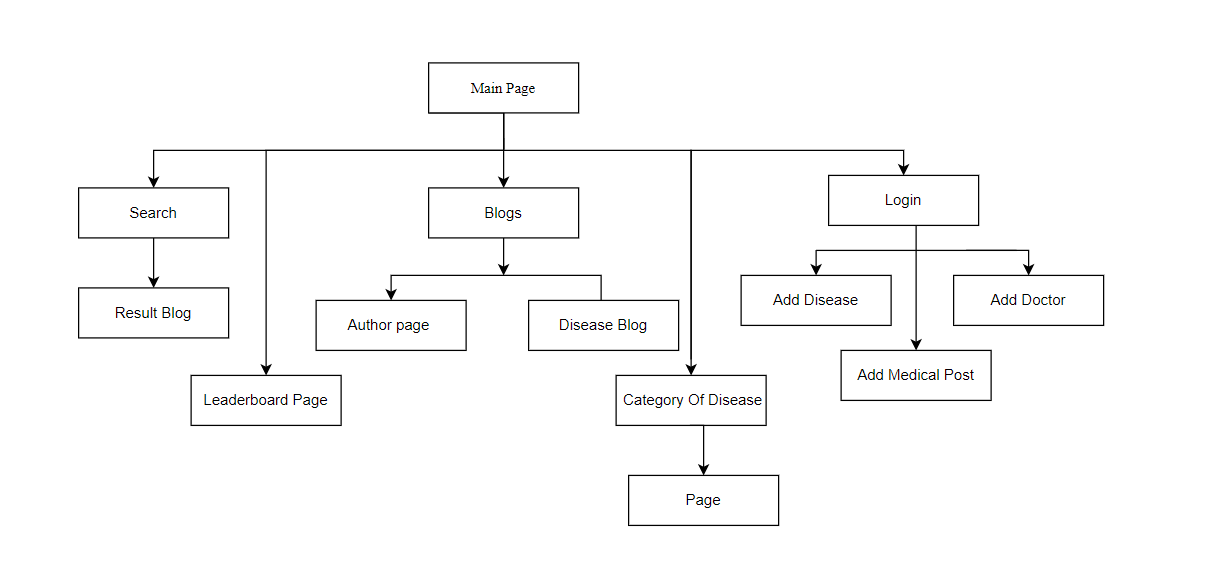 Main Page
Search
Blogs
Login
Result Blog
Author page
Disease Blog
Add Disease
Add Doctor
Add Medical Post
Leaderboard Page
Category Of Disease
Page